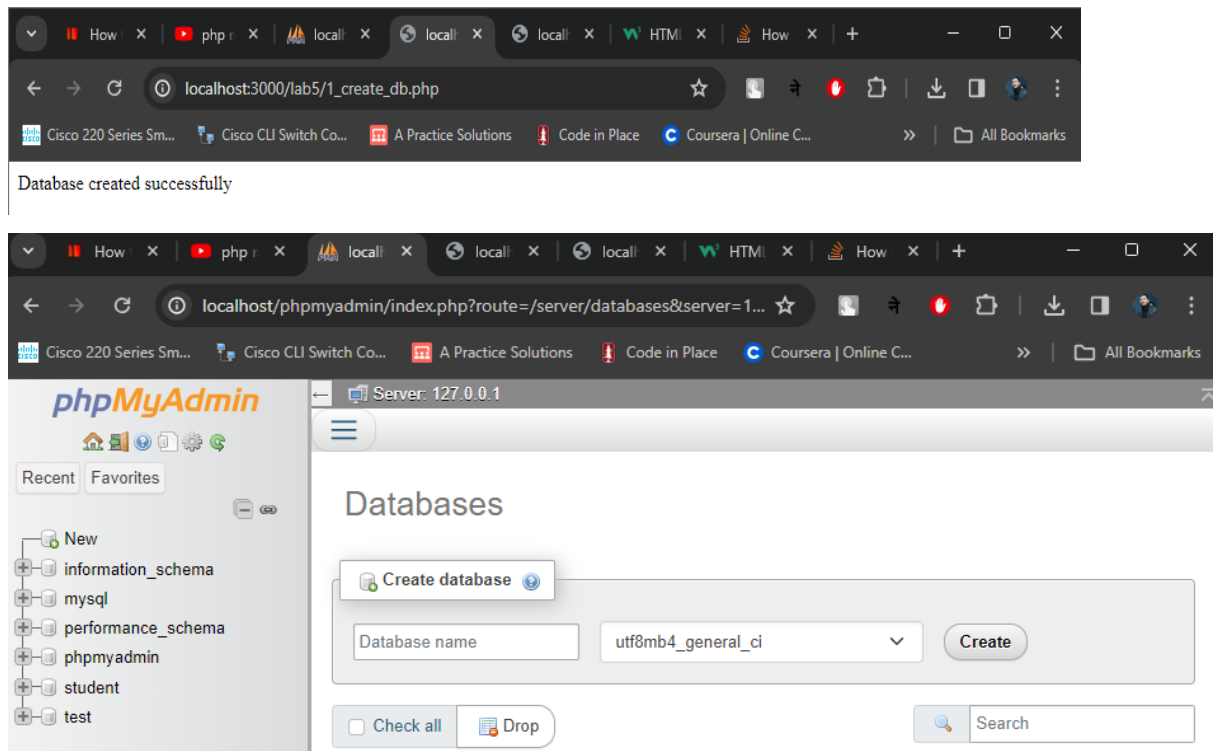 How
php
localh
localh
localh
HTML
How
localhost:3000/lab5/1_create_db.php
ने
Cisco 220 Series Sm...
Cisco CLI Switch Co...
A Practice Solutions
Code in Place
Coursera | Online C...
»
All Bookmarks
Database created successfully
How
php
localh
localh
localh
HTML
How
localhost/phpmyadmin/index.php?route=/server/databases&server=1...
ने
Cisco 220 Series Sm...
Cisco CLI Switch Co...
A Practice Solutions
Code in Place
Coursera | Online C...
»
All Bookmarks
phpMyAdmin
Recent
Favorites
New
information_schema
mysql
performance_schema
phpmyadmin
student
test
Server: 127.0.0.1
Databases
Create database
Database name
utf8mb4_general_ci
Create
Check all
Drop
Search